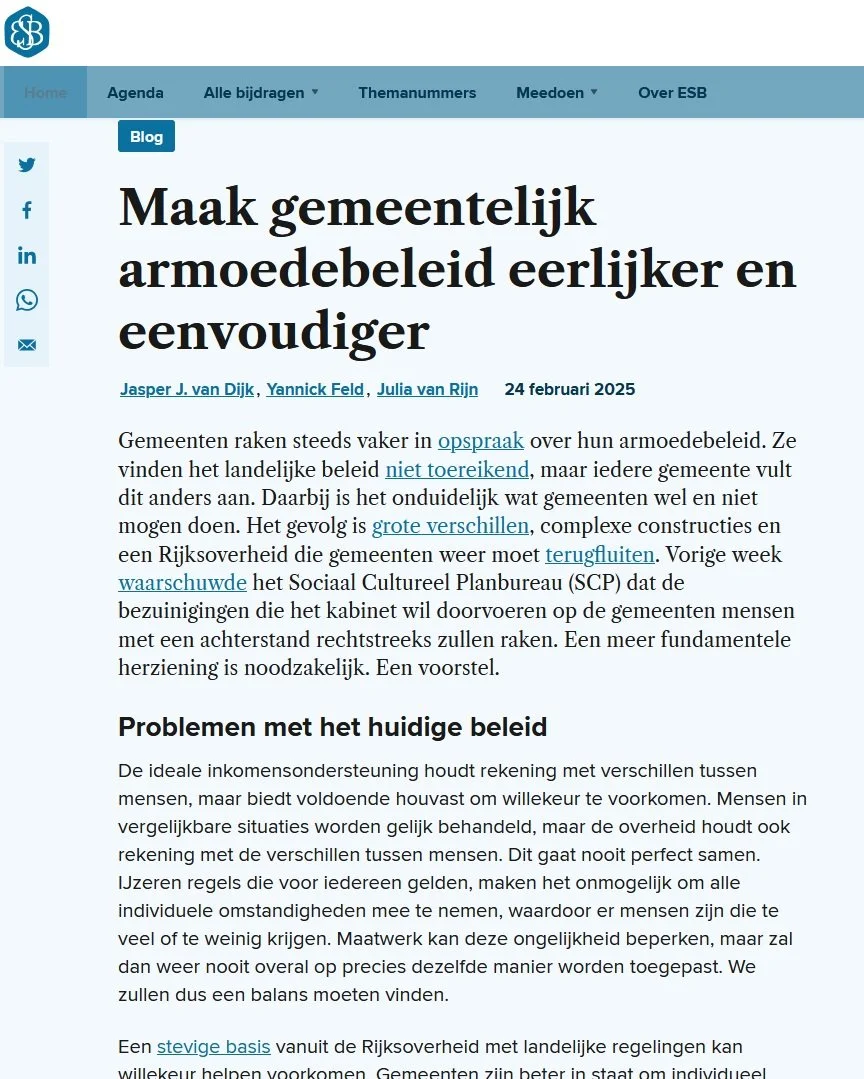 ESB
Home Agenda Alle bijdragen Themanummers Meedoen Over ESB
Blog
Maak gemeentelijk
armoedebeleid eerlijker en
eenvoudiger
Jasper J. van Dijk, Yannick Feld, Julia van Rijn 24 februari 2025
Gemeenten raken steeds vaker in opspraak over hun armoedebeleid. Ze
vinden het landelijke beleid niet toereikend, maar iedere gemeente vult
dit anders aan. Daarbij is het onduidelijk wat gemeenten wel en niet
mogen doen. Het gevolg is grote verschillen, complexe constructies en
een Rijksoverheid die gemeenten weer moet terugfluiten. Vorige week
waarschuwde het Sociaal Cultureel Planbureau (SCP) dat de
bezuinigingen die het kabinet wil doorvoeren op de gemeenten mensen
met een achterstand rechtstreeks zullen raken. Een meer fundamentele
herziening is noodzakelijk. Een voorstel.
Problemen met het huidige beleid
De ideale inkomensondersteuning houdt rekening met verschillen tussen
mensen, maar biedt voldoende houvast om willekeur te voorkomen. Mensen in
vergelijkbare situaties worden gelijk behandeld, maar de overheid houdt ook
rekening met de verschillen tussen mensen. Dit gaat nooit perfect samen.
IJzeren regels die voor iedereen gelden, maken het onmogelijk om alle
individuele omstandigheden mee te nemen, waardoor er mensen zijn die te
veel of te weinig krijgen. Maatwerk kan deze ongelijkheid beperken, maar zal
dan weer nooit overal op precies dezelfde manier worden toegepast. We
zullen dus een balans moeten vinden.
Een stevige basis vanuit de Rijksoverheid met landelijke regelingen kan
willekeur helpen voorkomen. Gemeenten zijn beter in staat om individueel